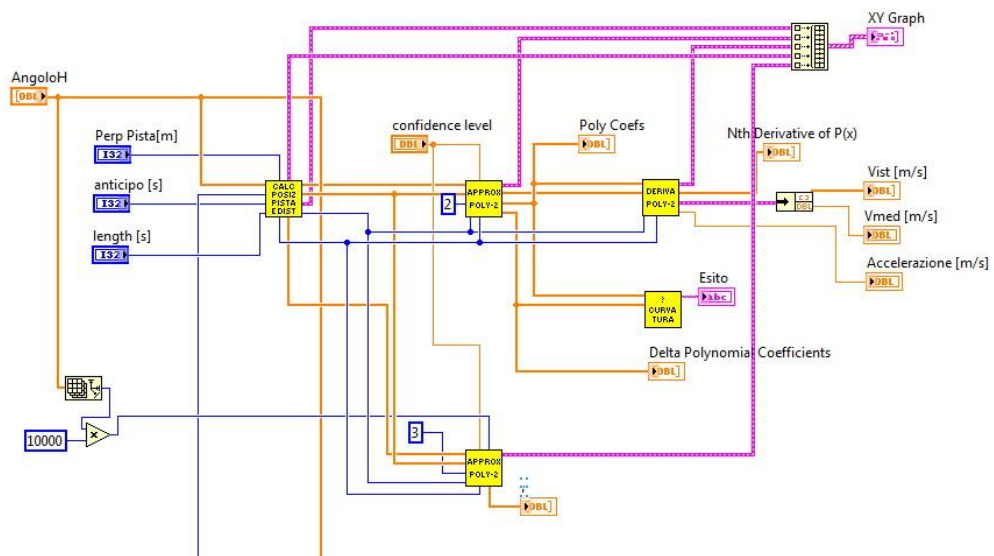 XY Graph
AngoloH
DBL
Perp Pista[m]
I32
confidence level
DBL
Poly Coefs
DBL
Nth Derivative of P(x)
DBL
anticipo [s]
I32
CALC
POSIZ
PISTA
EDIST
2
APPROX
POLY-2
DERIVA
POLY-2
DBL
Vist [m/s]
DBL
Vmed [m/s]
DBL
length [s]
I32
Accelerazione [m/s]
DBL
Esito
abc
?
CURVA
TURA
Delta Polynomial Coefficients
DBL
10000
x
3
APPROX
POLY-2
DBL